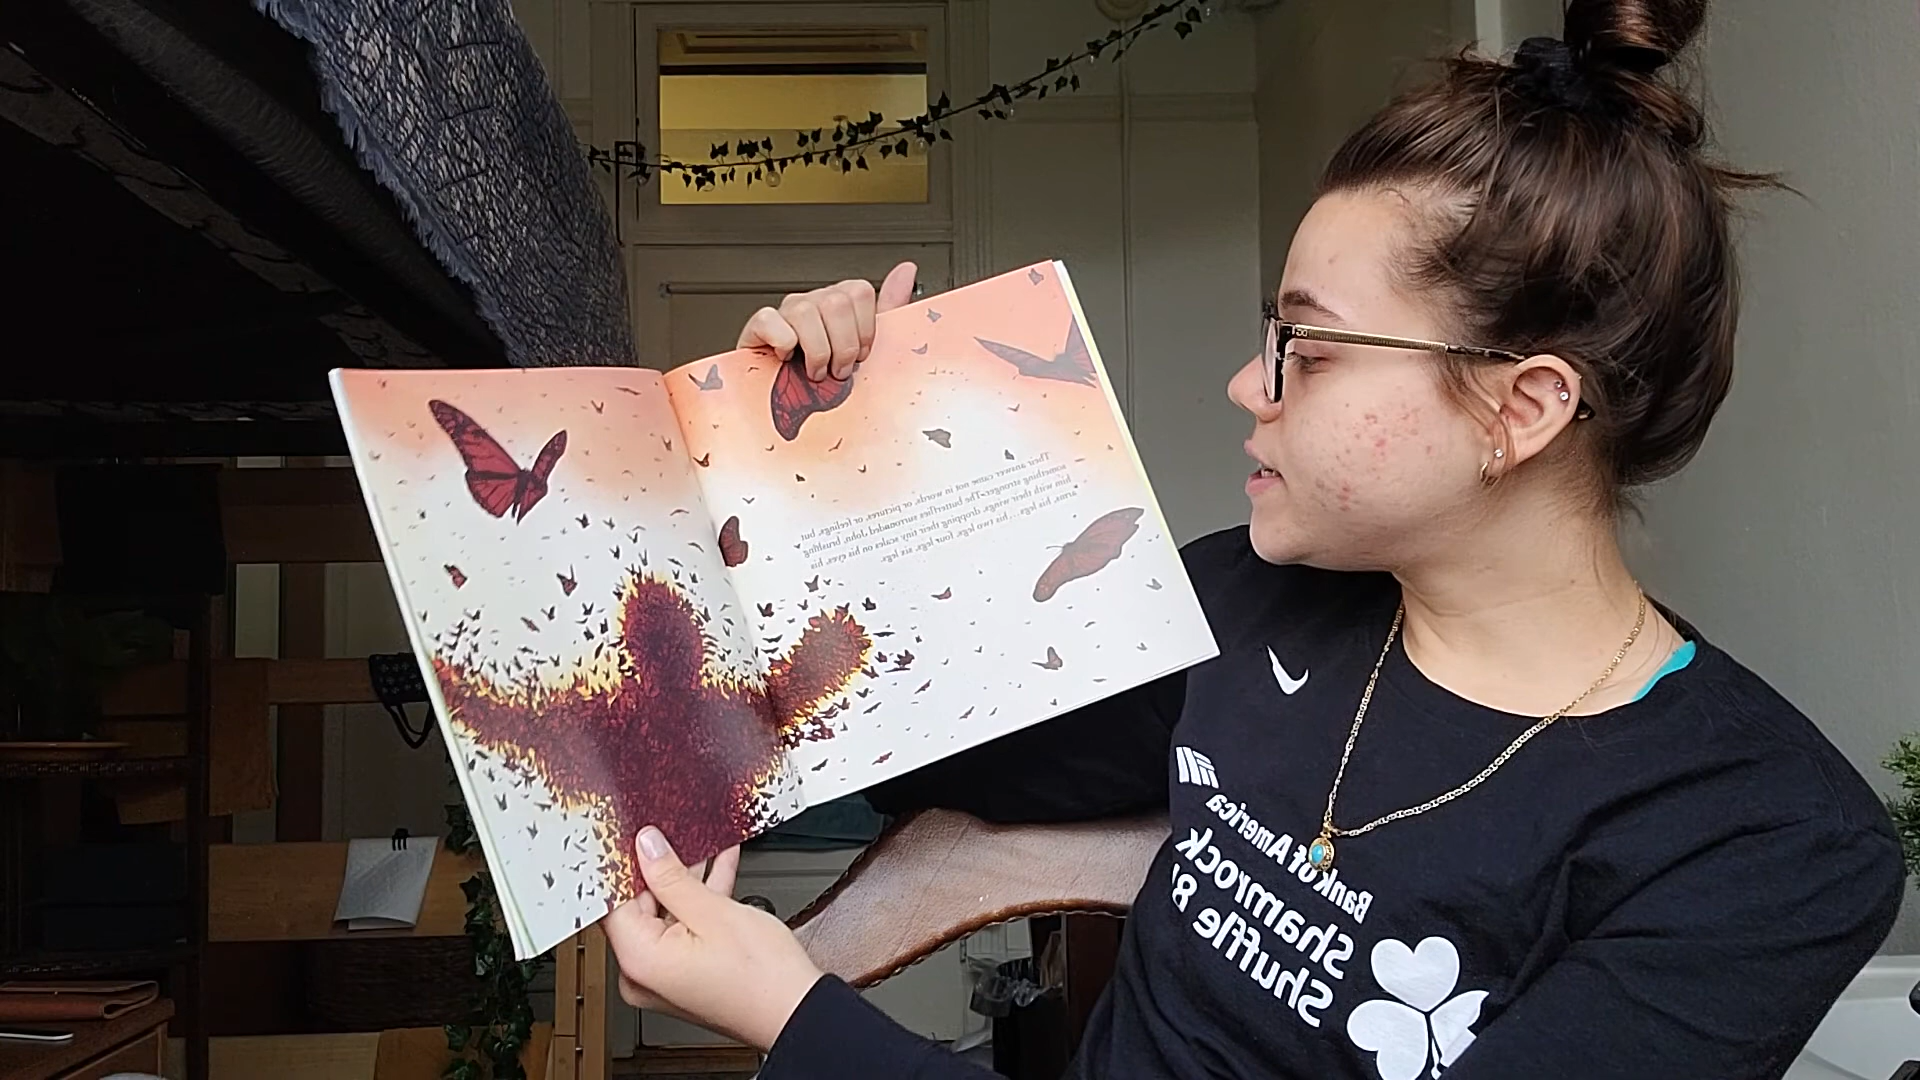 Their answer came not in words, or pictures, or feelings, but
something stronger. The butterflies surrounded John, brushing
him with their wings, dropping their tiny scales on his eyes, his
arms, his legs…his two legs, four legs, six legs.
Bank of America
Shamrock
Shuffle 8